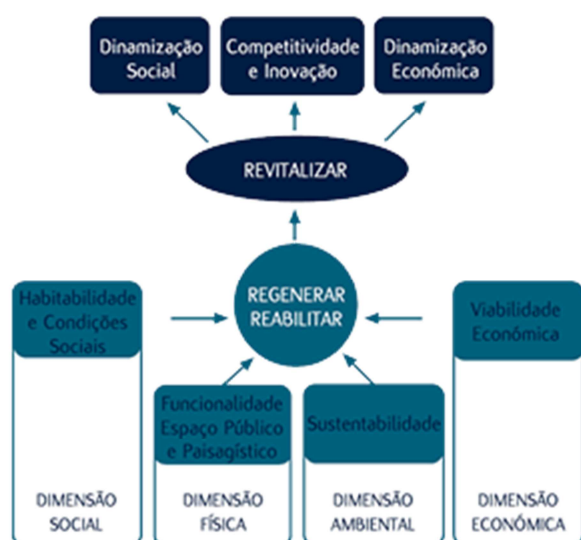 Dinamização
Social
Competitividade
e Inovação
Dinamização
Económica
REVITALIZAR
REGENERAR
REABILITAR
Habitabilidade
e Condições
Sociais
Viabilidade
Económica
Funcionalidade
Espaço Público
e Paisagístico
Sustentabilidade
DIMENSÃO
SOCIAL
DIMENSÃO
FÍSICA
DIMENSÃO
AMBIENTAL
DIMENSÃO
ECONÓMICA